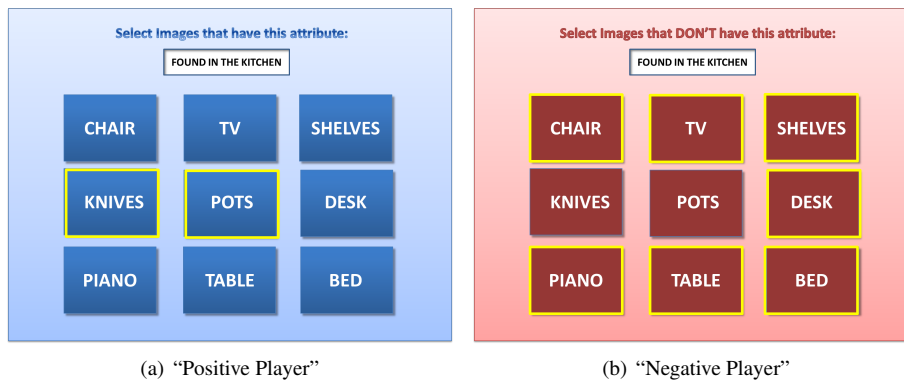 Select Images that have this attribute:
FOUND IN THE KITCHEN
CHAIR TV SHELVES
KNIVES POTS DESK
PIANO TABLE BED
(a) “Positive Player”
Select Images that DON’T have this attribute:
FOUND IN THE KITCHEN
CHAIR TV SHELVES
KNIVES POTS DESK
PIANO TABLE BED
(b) “Negative Player”